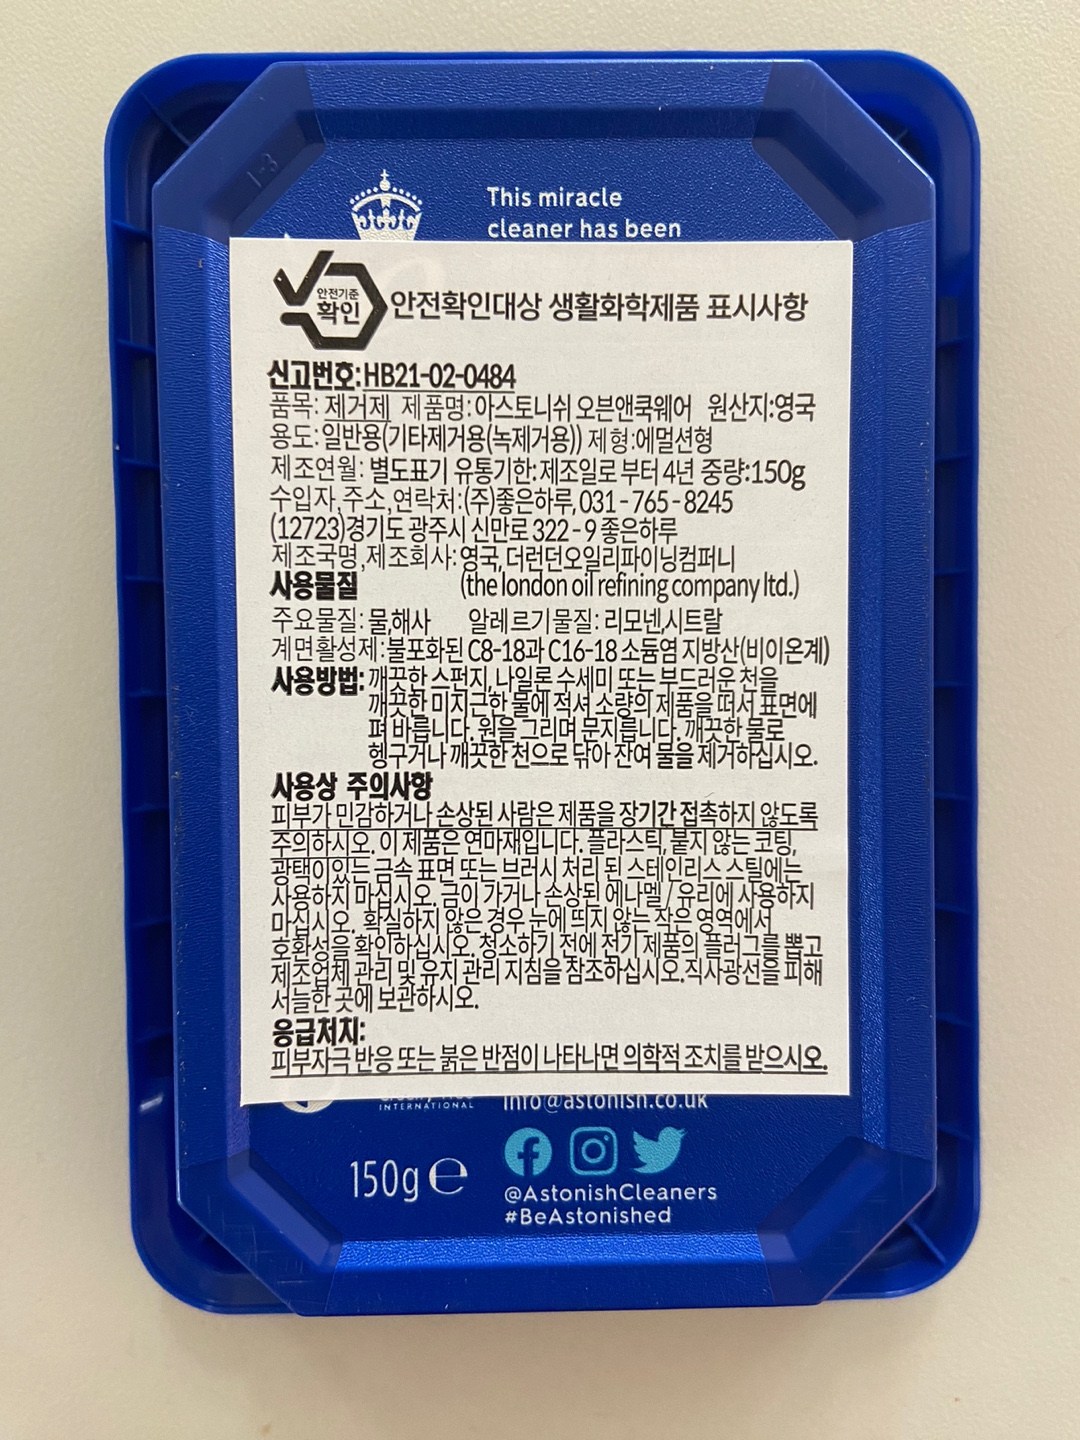 1-3
This miracle
cleaner has been
안전기준
확인
안전확인대상 생활화학제품 표시사항
신고번호:HB21-02-0484
품목: 제거제 제품명:아스토니쉬 오븐앤쿡웨어 원산지:영국
용도:일반용(기타제거용(녹제거용)) 제형:에멀션형
제조연월: 별도표기 유통기한:제조일로 부터 4년 중량:150g
수입자,주소,연락처:(주)좋은하루, 031-765-8245
(12723)경기도 광주시 신만로 322-9 좋은하루
제조국명,제조회사:영국, 더런던오일리파이닝컴퍼니
사용물질 (the london oil refining company ltd.)
주요물질: 물,해사 알레르기물질: 리모넨,시트랄
계면활성제:불포화된 C8-18과 C16-18 소듐염 지방산(비이온계)
사용방법: 깨끗한 스펀지, 나일론 수세미 또는 부드러운 천을
깨끗한 미지근한 물에 적셔 소량의 제품을 떠서 표면에
펴 바릅니다. 원을 그리며 문지릅니다. 깨끗한 물로
헹구거나 깨끗한 천으로 닦아 잔여 물을 제거하십시오.
사용상 주의사항
피부가 민감하거나 손상된 사람은 제품을 장기간 접촉하지 않도록
주의하시오. 이 제품은 연마재입니다. 플라스틱, 붙지 않는 코팅,
광택이있는 금속 표면 또는 브러시 처리 된 스테인리스 스틸에는
사용하지 마십시오. 금이 가거나 손상된 에나멜/유리에 사용하지
마십시오. 확실하지 않은 경우 눈에 띄지 않는 작은 영역에서
호환성을 확인하십시오. 청소하기 전에 전기 제품의 플러그를 뽑고
제조업체 관리 및 유지 관리 지침을 참조하십시오.직사광선을 피해
서늘한 곳에 보관하시오.
응급처치:
피부자극 반응 또는 붉은 반점이 나타나면 의학적 조치를 받으시오.
INTERNATIONAL info@astonish.co.uk
150g ℮
@AstonishCleaners
#BeAstonished